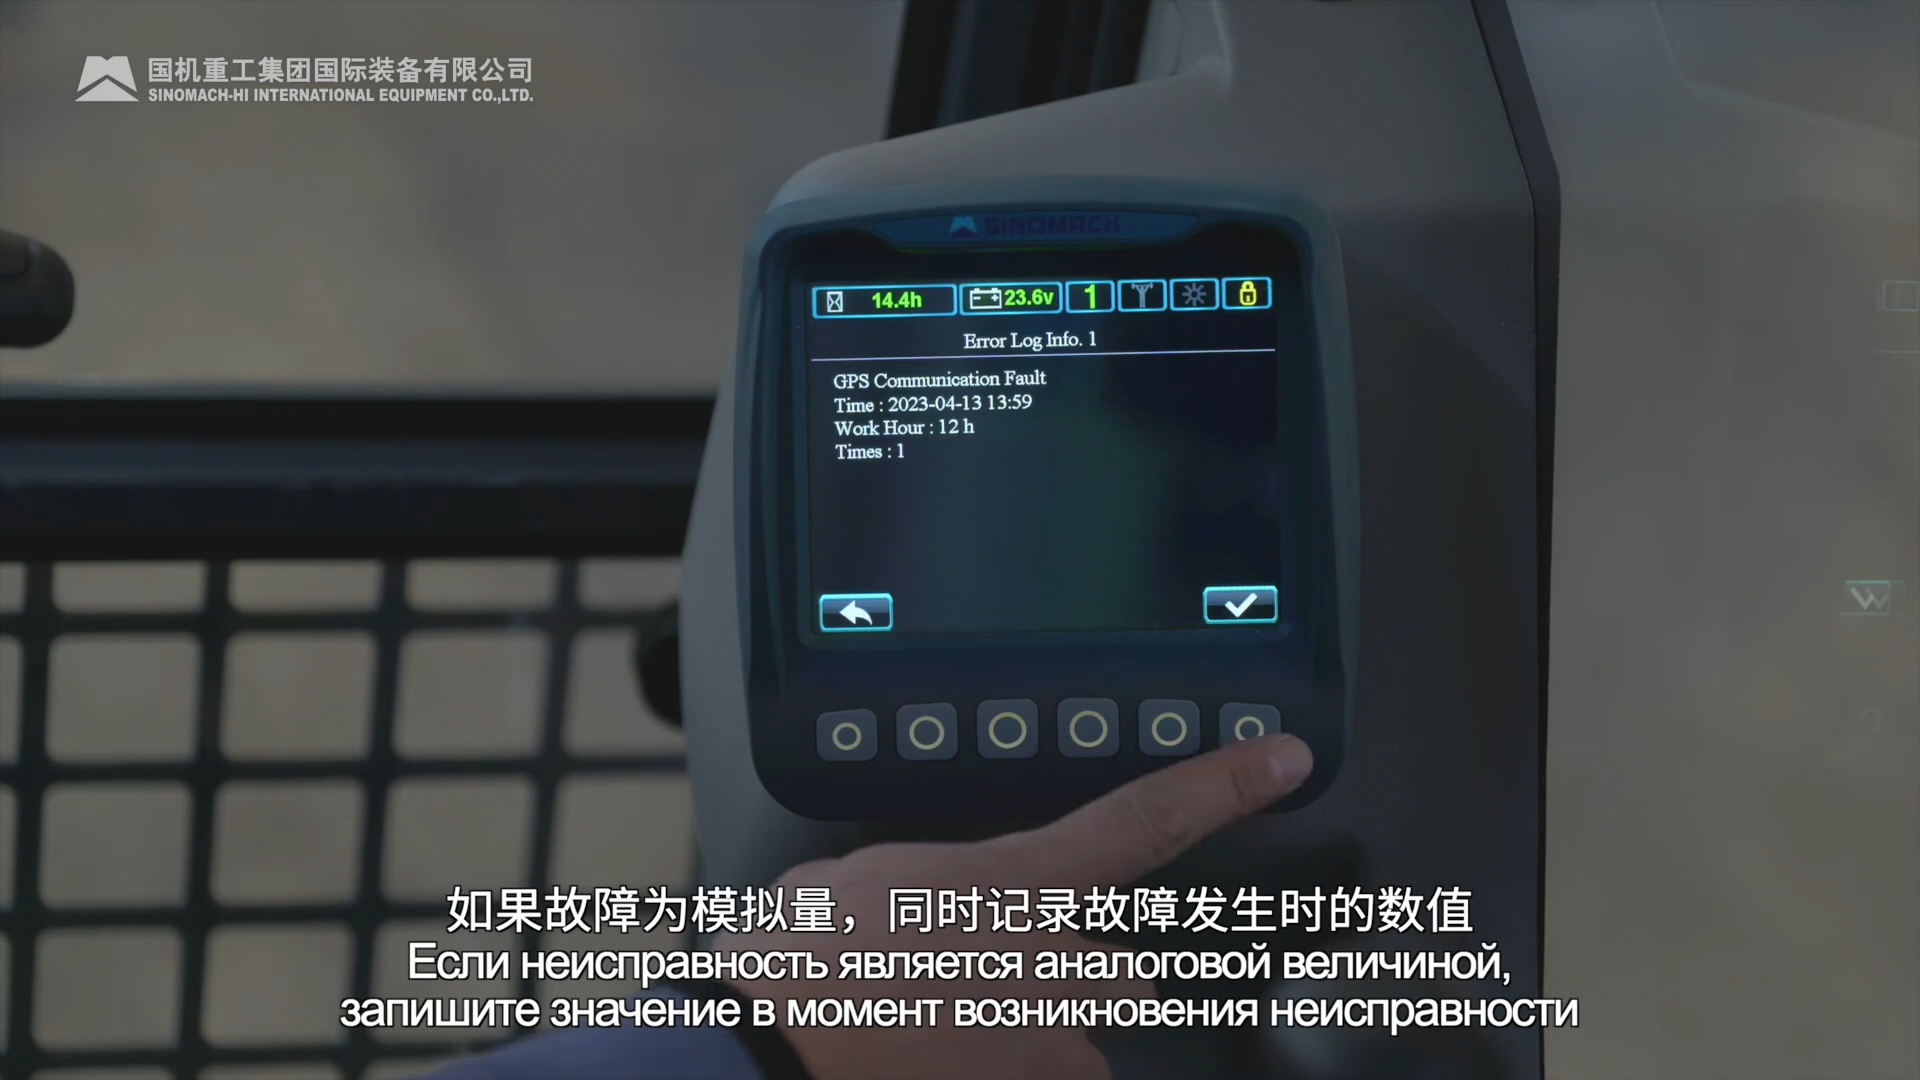 国机重工集团国际装备有限公司
SINOMACH-HI INTERNATIONAL EQUIPMENT CO.,LTD.
SINOMACH
14.4h
23.6v
1
Error Log Info. 1
GPS Communication Fault
Time : 2023-04-13 13:59
Work Hour : 12 h
Times : 1
如果故障为模拟量，同时记录故障发生时的数值
Если неисправность является аналоговой величиной,
запишите значение в момент возникновения неисправности